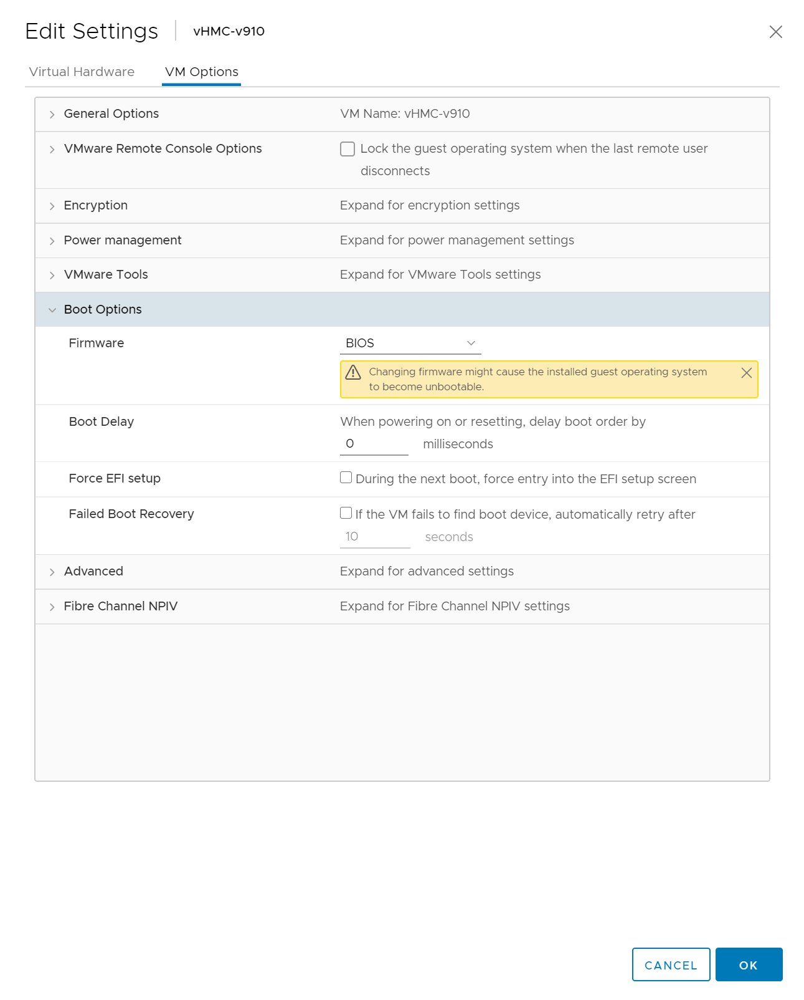 Edit Settings
vHMC-v910
Virtual Hardware
VM Options
General Options
VM Name: vHMC-v910
VMware Remote Console Options
Lock the guest operating system when the last remote user
disconnects
Encryption
Expand for encryption settings
Power management
Expand for power management settings
VMware Tools
Expand for VMware Tools settings
Boot Options
Firmware
BIOS
Changing firmware might cause the installed guest operating system
to become unbootable.
Boot Delay
When powering on or resetting, delay boot order by
0 milliseconds
Force EFI setup
During the next boot, force entry into the EFI setup screen
Failed Boot Recovery
If the VM fails to find boot device, automatically retry after
10 seconds
Advanced
Expand for advanced settings
Fibre Channel NPIV
Expand for Fibre Channel NPIV settings
CANCEL
OK